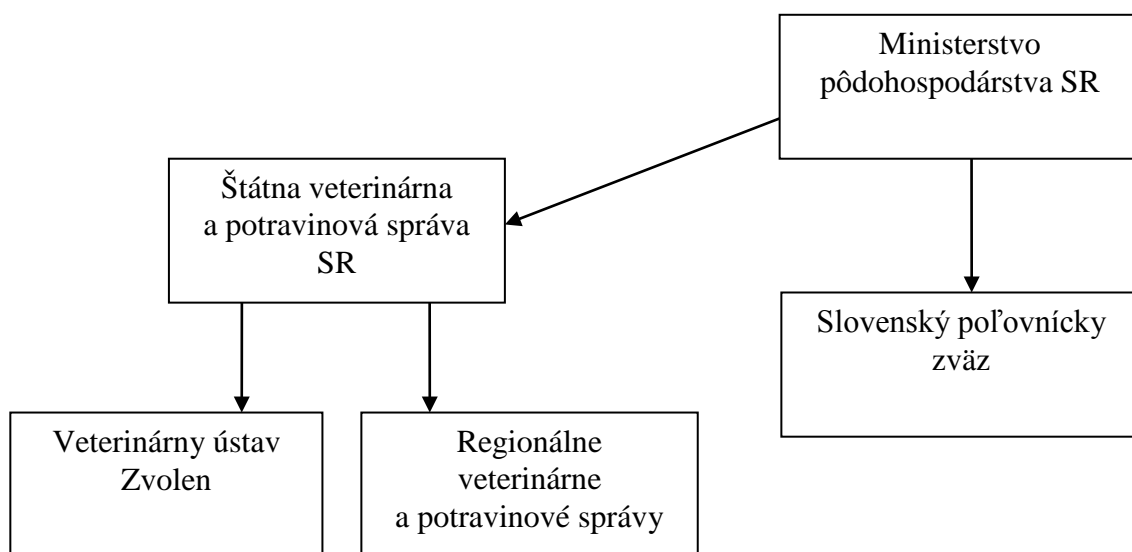 Ministerstvo
pôdohospodárstva SR
Štátna veterinárna
a potravinová správa
SR
Slovenský poľovnícky
zväz
Veterinárny ústav
Zvolen
Regionálne
veterinárne
a potravinové správy